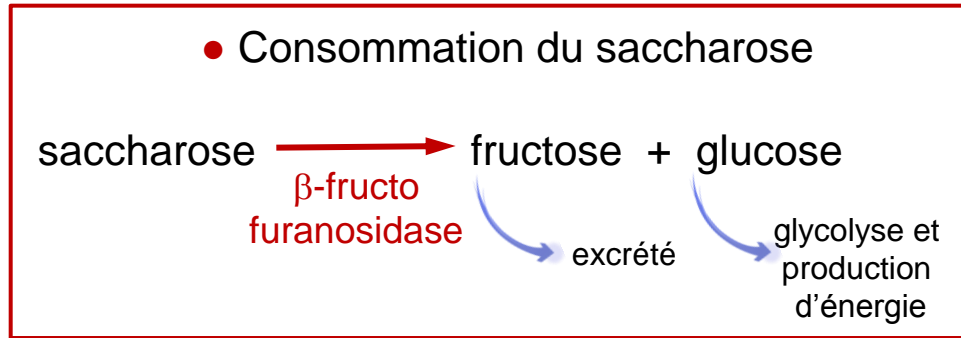 ● Consommation du saccharose
saccharose fructose + glucose
β-fructo
furanosidase
excrété
glycolyse et
production
d’énergie